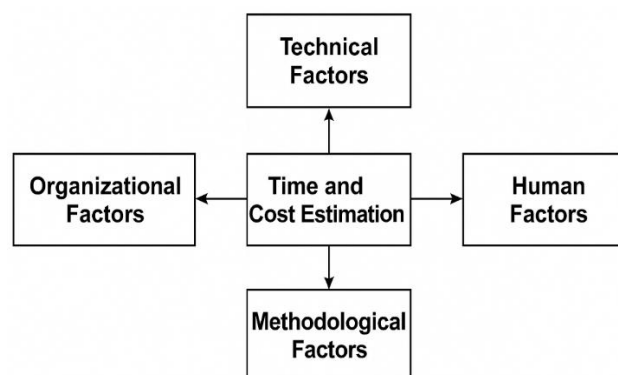 Technical
Factors
Organizational
Factors
Time and
Cost Estimation
Human
Factors
Methodological
Factors